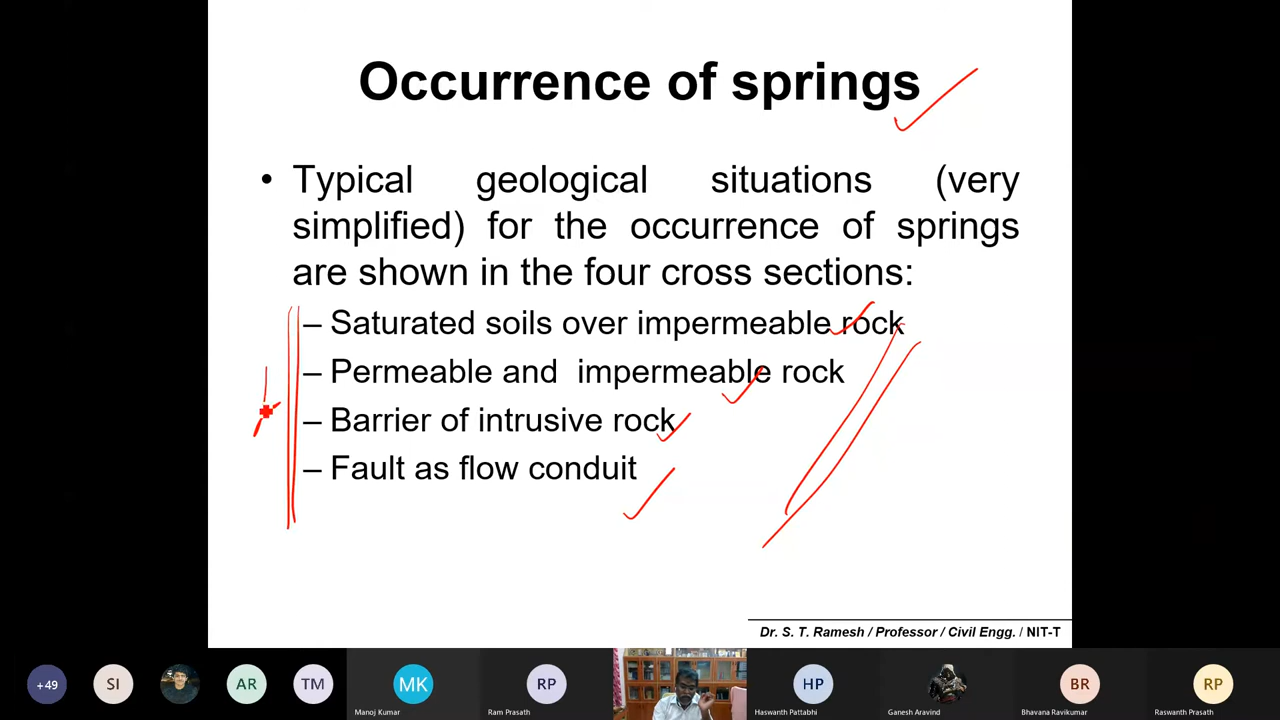 Occurrence of springs
• Typical geological situations (very
simplified) for the occurrence of springs
are shown in the four cross sections:
– Saturated soils over impermeable rock
– Permeable and impermeable rock
– Barrier of intrusive rock
– Fault as flow conduit
Dr. S. T. Ramesh / Professor / Civil Engg. / NIT-T
+49 SI AR TM MK RP HP BR RP
Manoj Kumar Ram Prasath Haswanth Pattabhi Ganesh Aravind Bhavana Ravikumar Raswanth Prasath